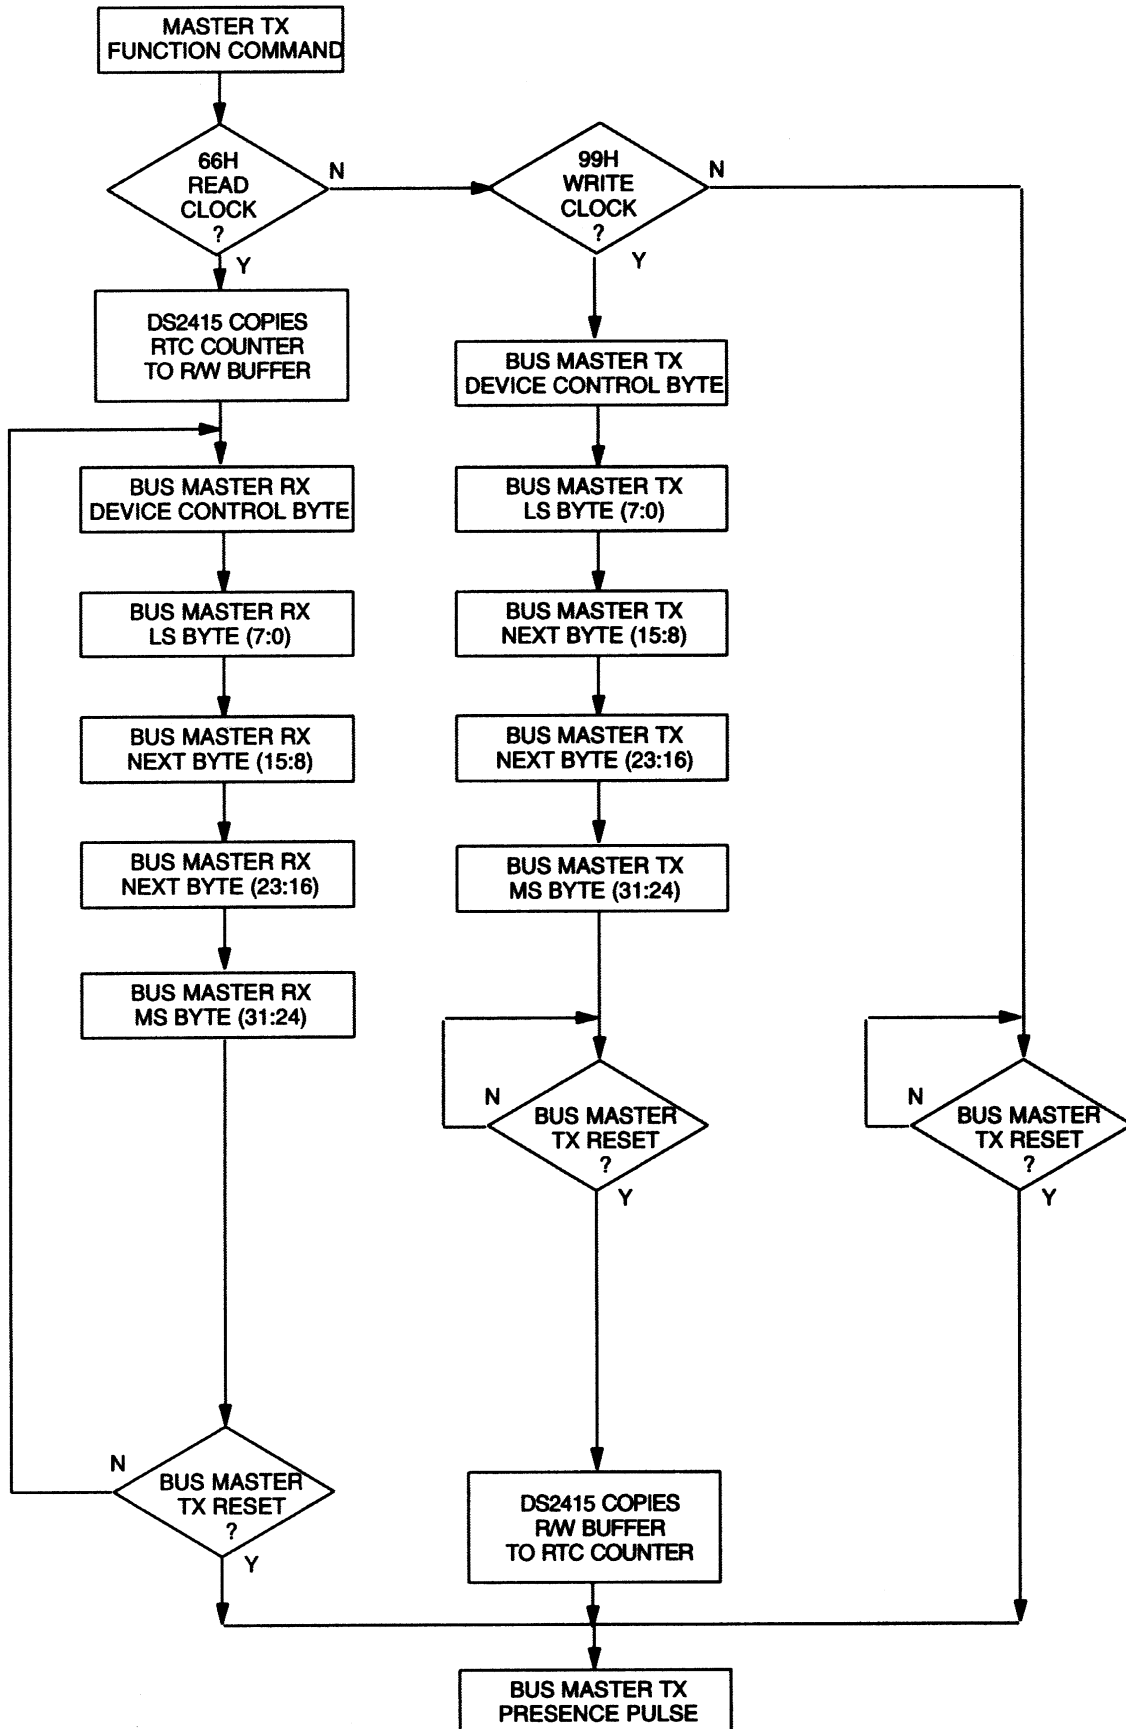 MASTER TX
FUNCTION COMMAND
66H
READ
CLOCK
?
N
Y
99H
WRITE
CLOCK
?
N
Y
DS2415 COPIES
RTC COUNTER
TO R/W BUFFER
BUS MASTER RX
DEVICE CONTROL BYTE
BUS MASTER RX
LS BYTE (7:0)
BUS MASTER RX
NEXT BYTE (15:8)
BUS MASTER RX
NEXT BYTE (23:16)
BUS MASTER RX
MS BYTE (31:24)
N
BUS MASTER
TX RESET
?
Y
BUS MASTER TX
DEVICE CONTROL BYTE
BUS MASTER TX
LS BYTE (7:0)
BUS MASTER TX
NEXT BYTE (15:8)
BUS MASTER TX
NEXT BYTE (23:16)
BUS MASTER TX
MS BYTE (31:24)
N
BUS MASTER
TX RESET
?
Y
DS2415 COPIES
R/W BUFFER
TO RTC COUNTER
N
BUS MASTER
TX RESET
?
Y
BUS MASTER TX
PRESENCE PULSE